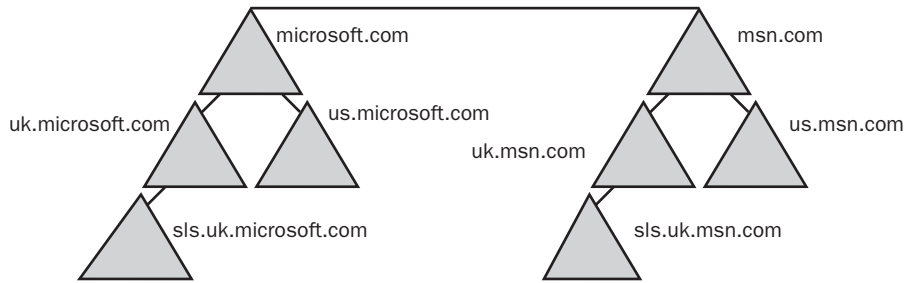 microsoft.com
msn.com
uk.microsoft.com
us.microsoft.com
uk.msn.com
us.msn.com
sls.uk.microsoft.com
sls.uk.msn.com